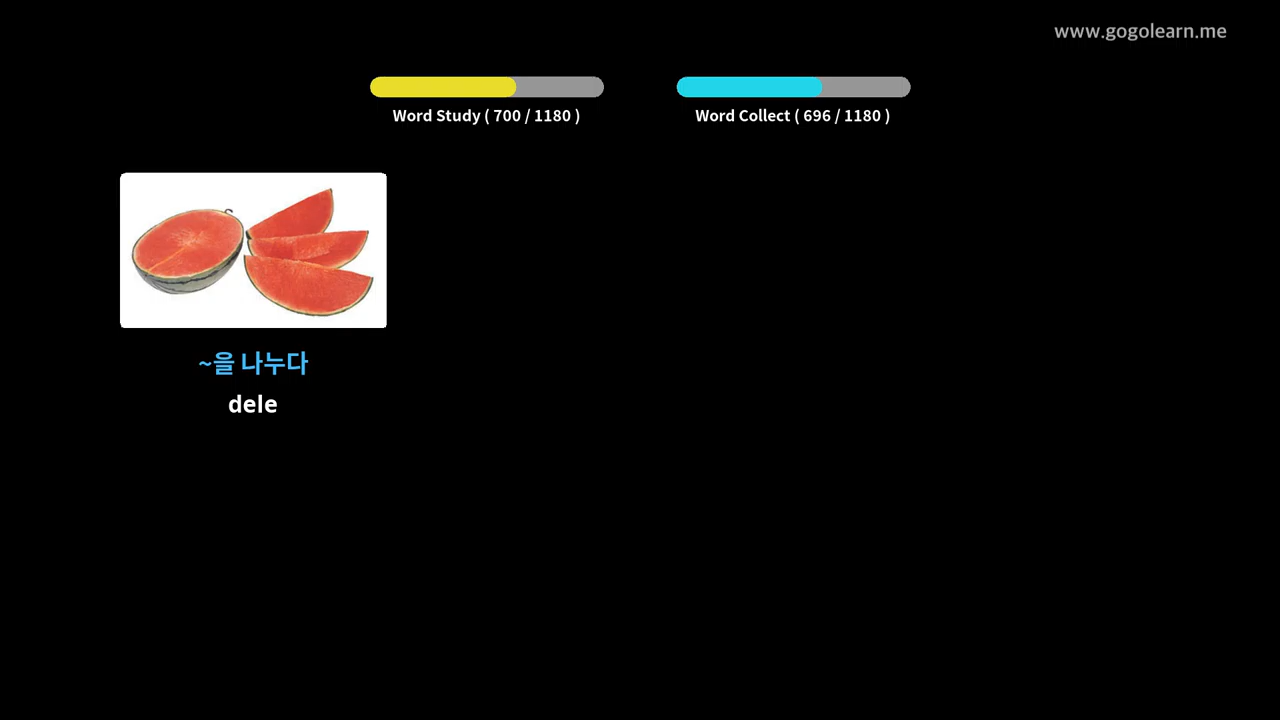 www.gogolearn.me
Word Study ( 700 / 1180 )
Word Collect ( 696 / 1180 )
~을 나누다
dele